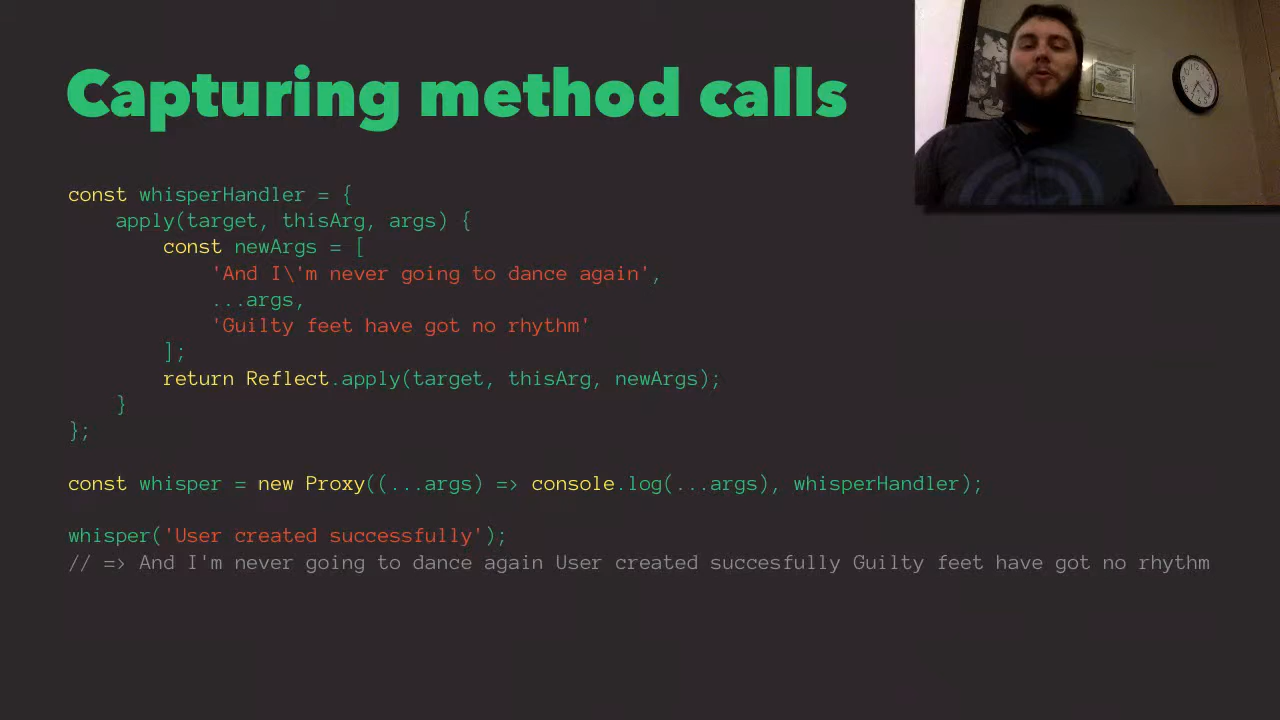 Capturing method calls
const whisperHandler = {
    apply(target, thisArg, args) {
        const newArgs = [
            'And I\'m never going to dance again',
            ...args,
            'Guilty feet have got no rhythm'
        ];
        return Reflect.apply(target, thisArg, newArgs);
    }
};
const whisper = new Proxy((...args) => console.log(...args), whisperHandler);
whisper('User created successfully');
// => And I'm never going to dance again User created succesfully Guilty feet have got no rhythm